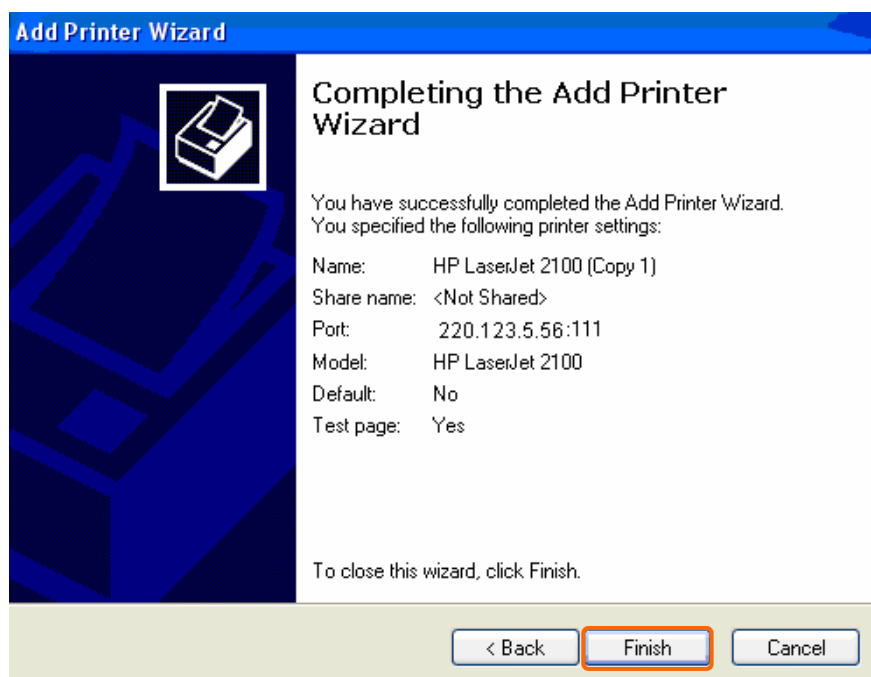 Add Printer Wizard
Completing the Add Printer
Wizard
You have successfully completed the Add Printer Wizard.
You specified the following printer settings:
Name: HP LaserJet 2100 (Copy 1)
Share name: <Not Shared>
Port: 220.123.5.56:111
Model: HP LaserJet 2100
Default: No
Test page: Yes
To close this wizard, click Finish.
< Back Finish Cancel